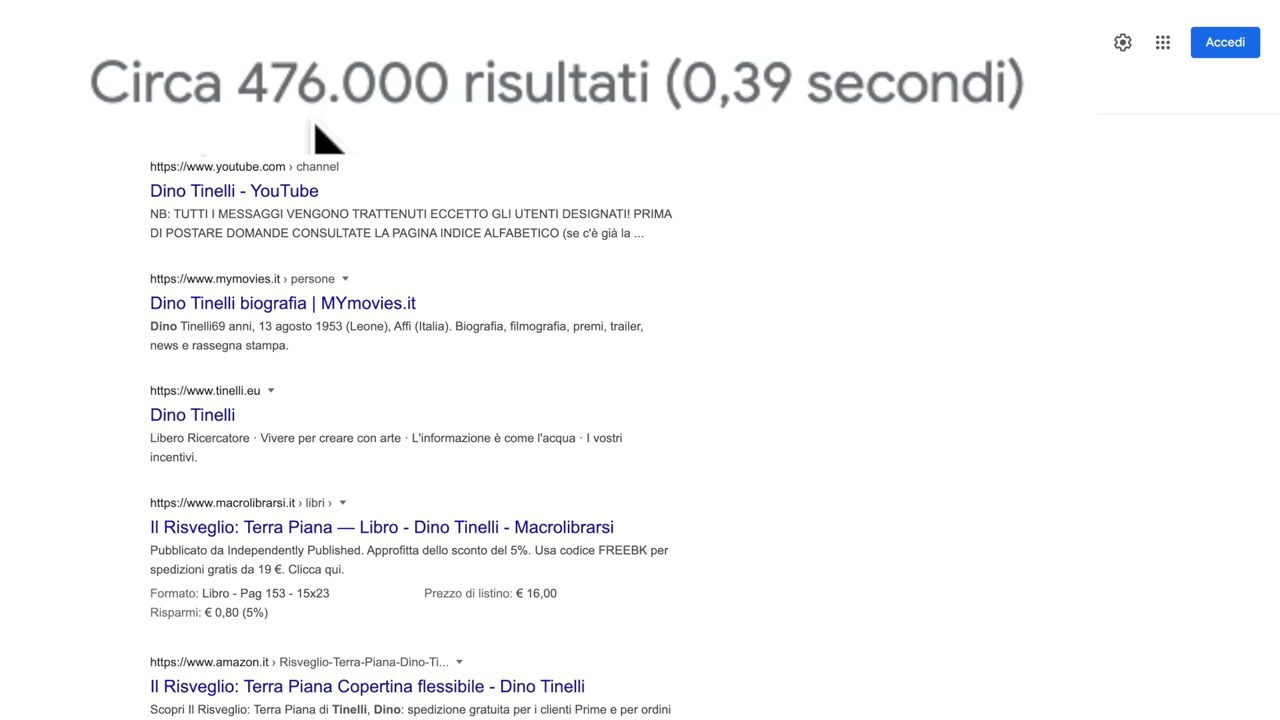 Accedi
Circa 476.000 risultati (0,39 secondi)
https://www.youtube.com › channel
Dino Tinelli - YouTube
NB: TUTTI I MESSAGGI VENGONO TRATTENUTI ECCETTO GLI UTENTI DESIGNATI! PRIMA
DI POSTARE DOMANDE CONSULTATE LA PAGINA INDICE ALFABETICO (se c'è già la ...
https://www.mymovies.it › persone
Dino Tinelli biografia | MYmovies.it
Dino Tinelli69 anni, 13 agosto 1953 (Leone), Affi (Italia). Biografia, filmografia, premi, trailer,
news e rassegna stampa.
https://www.tinelli.eu
Dino Tinelli
Libero Ricercatore · Vivere per creare con arte · L'informazione è come l'acqua · I vostri
incentivi.
https://www.macrolibrarsi.it › libri ›
Il Risveglio: Terra Piana — Libro - Dino Tinelli - Macrolibrarsi
Pubblicato da Independently Published. Approfitta dello sconto del 5%. Usa codice FREEBK per
spedizioni gratis da 19 €. Clicca qui.
Formato: Libro - Pag 153 - 15x23 Prezzo di listino: € 16,00
Risparmi: € 0,80 (5%)
https://www.amazon.it › Risveglio-Terra-Piana-Dino-Ti...
Il Risveglio: Terra Piana Copertina flessibile - Dino Tinelli
Scopri Il Risveglio: Terra Piana di Tinelli, Dino: spedizione gratuita per i clienti Prime e per ordini